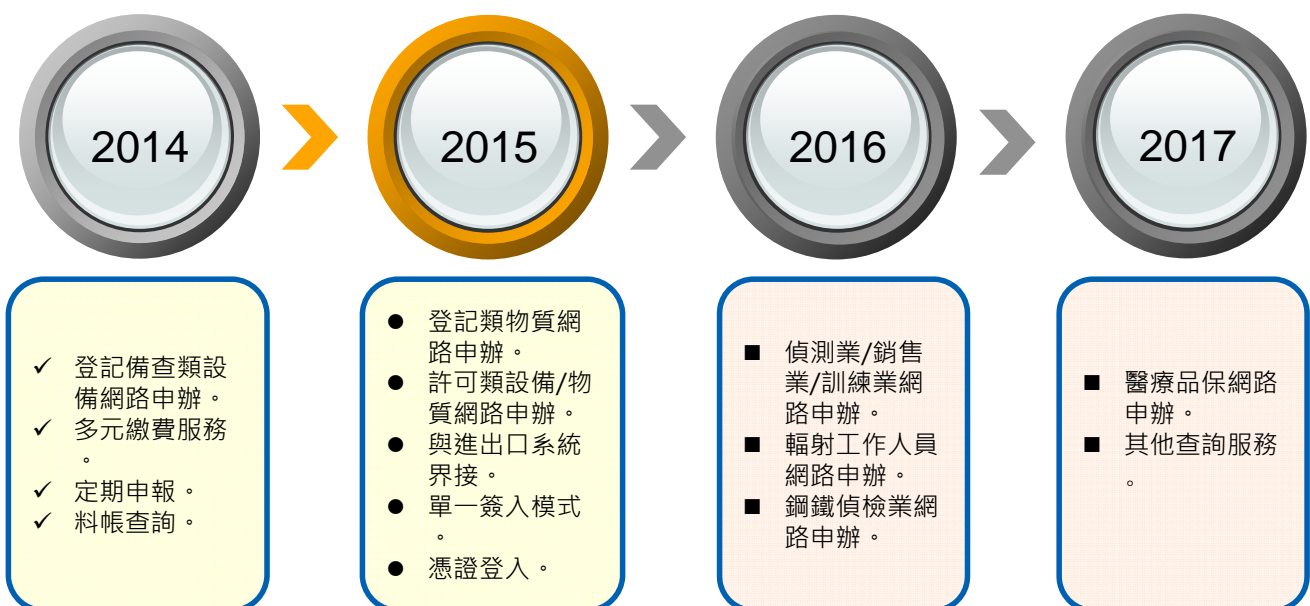 2014
2015
2016
2017
✓ 登記備查類設
備網路申辦。
✓ 多元繳費服務
。
✓ 定期申報。
✓ 料帳查詢。
● 登記類物質網
路申辦。
● 許可類設備/物
質網路申辦。
● 與進出口系統
界接。
● 單一簽入模式
。
● 憑證登入。
■ 偵測業/銷售
業/訓練業網
路申辦。
■ 輻射工作人員
網路申辦。
■ 鋼鐵偵檢業網
路申辦。
■ 醫療品保網路
申辦。
■ 其他查詢服務
。